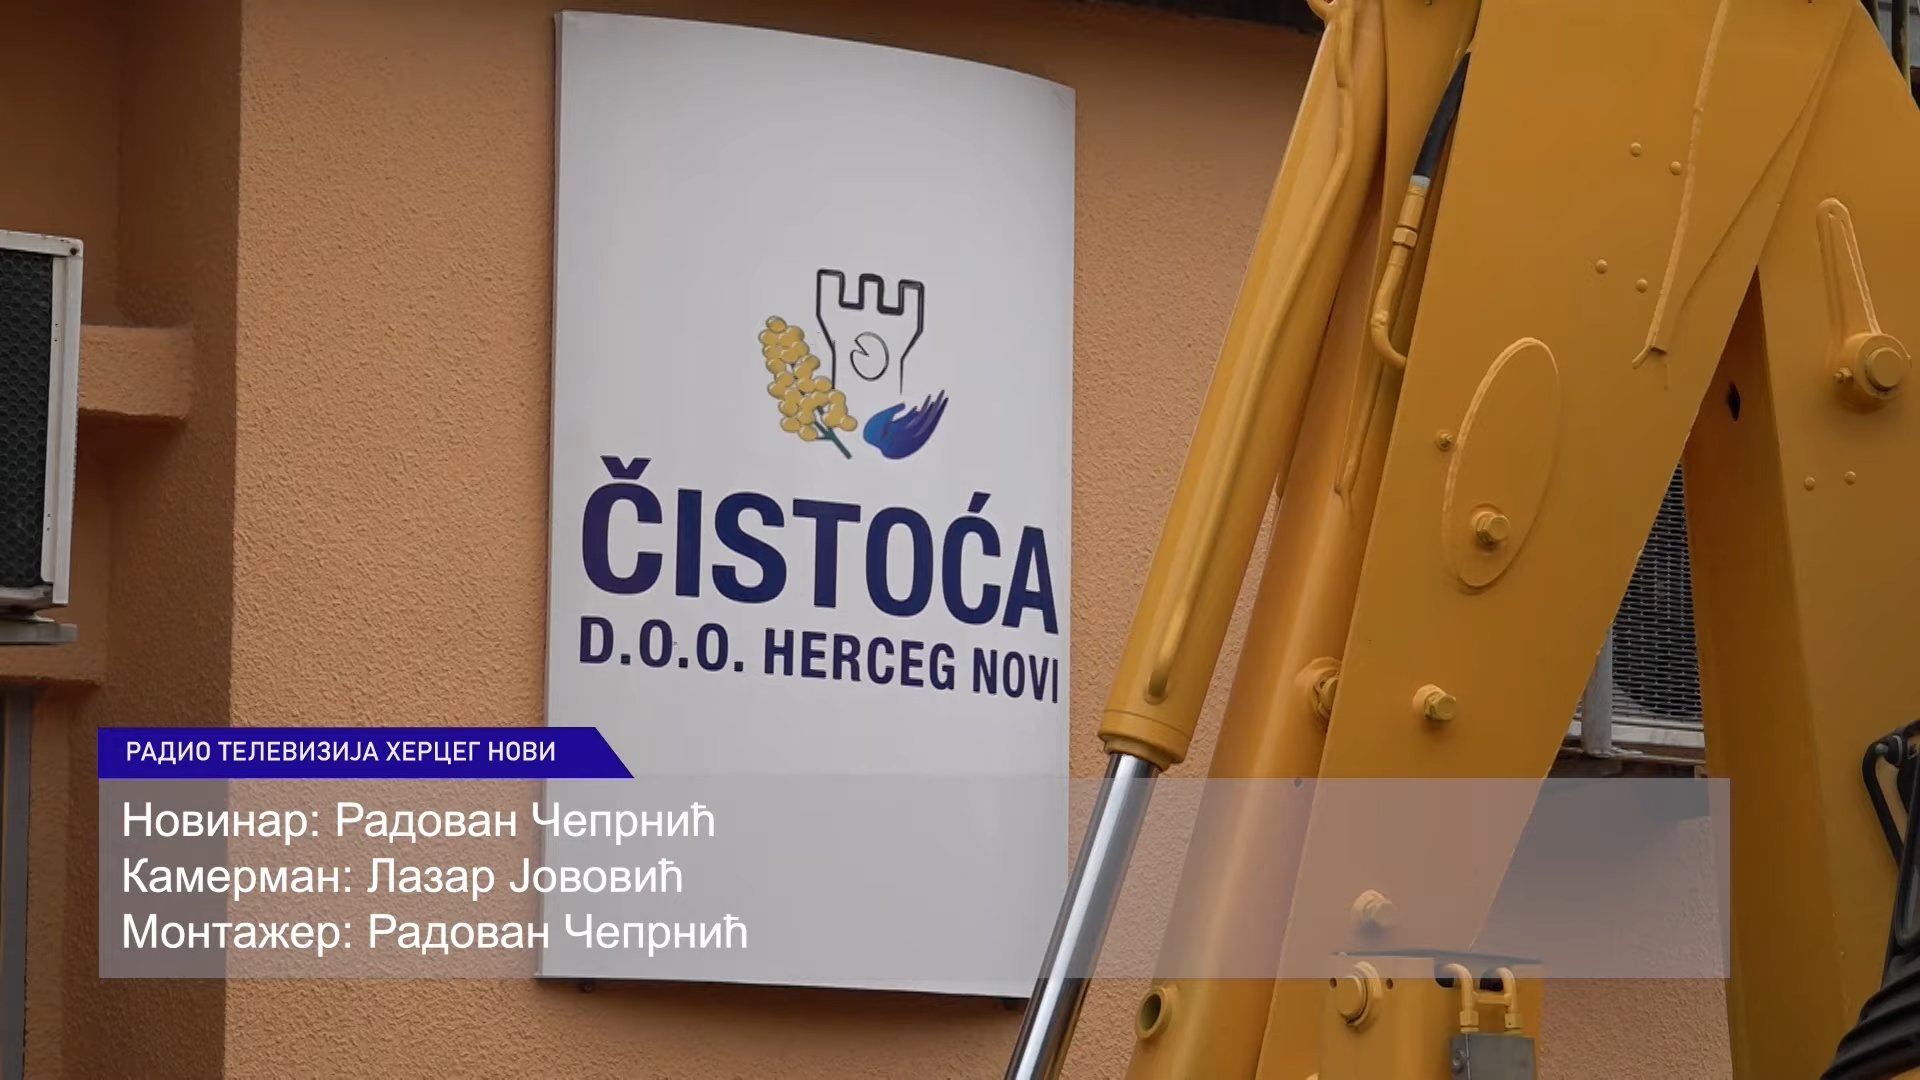 ČISTOĆA
D.O.O. HERCEG NOVI
РАДИО ТЕЛЕВИЗИЈА ХЕРЦЕГ НОВИ
Новинар: Радован Чепрнић
Камерман: Лазар Јововић
Монтажер: Радован Чепрнић